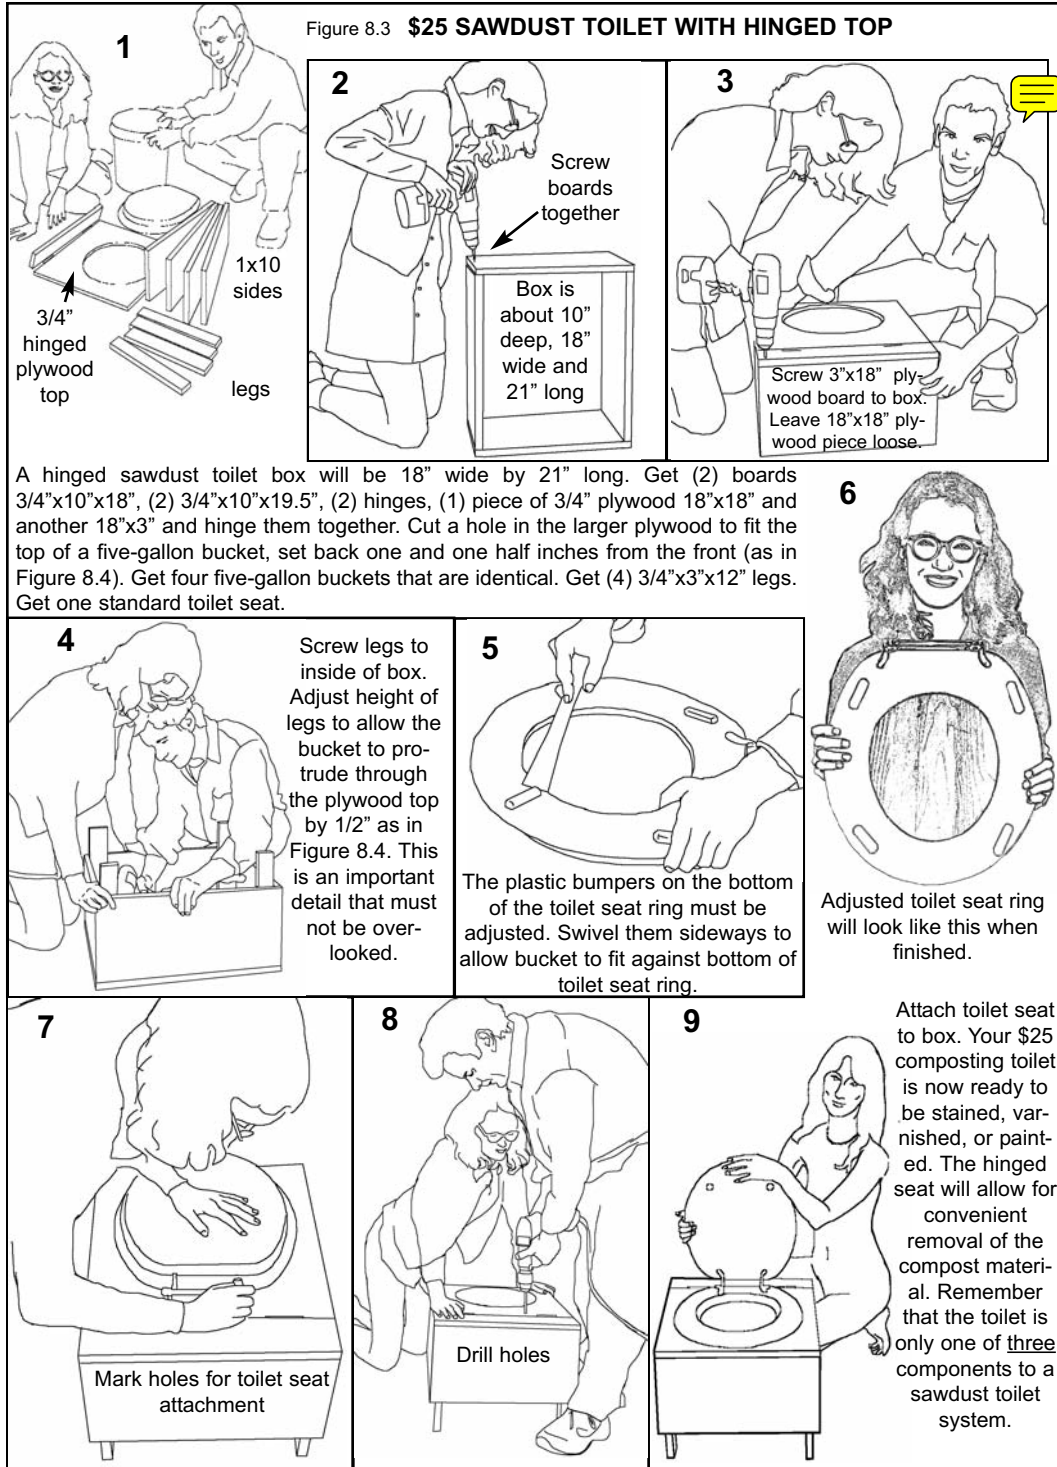 Figure 8.3 $25 SAWDUST TOILET WITH HINGED TOP
1
3/4”
hinged
plywood
top
1x10
sides
legs
2
Screw
boards
together
Box is
about 10”
deep, 18”
wide and
21” long
3
Screw 3”x18” ply-
wood board to box.
Leave 18”x18” ply-
wood piece loose.
A hinged sawdust toilet box will be 18” wide by 21” long. Get (2) boards
3/4”x10”x18”, (2) 3/4”x10”x19.5”, (2) hinges, (1) piece of 3/4” plywood 18”x18” and
another 18”x3” and hinge them together. Cut a hole in the larger plywood to fit the
top of a five-gallon bucket, set back one and one half inches from the front (as in
Figure 8.4). Get four five-gallon buckets that are identical. Get (4) 3/4”x3”x12” legs.
Get one standard toilet seat.
4
Screw legs to
inside of box.
Adjust height of
legs to allow the
bucket to pro-
trude through
the plywood top
by 1/2” as in
Figure 8.4. This
is an important
detail that must
not be over-
looked.
5
The plastic bumpers on the bottom
of the toilet seat ring must be
adjusted. Swivel them sideways to
allow bucket to fit against bottom of
toilet seat ring.
6
Adjusted toilet seat ring
will look like this when
finished.
7
Mark holes for toilet seat
attachment
8
Drill holes
9
Attach toilet seat
to box. Your $25
composting toilet
is now ready to
be stained, var-
nished, or paint-
ed. The hinged
seat will allow for
convenient
removal of the
compost materi-
al. Remember
that the toilet is
only one of three
components to a
sawdust toilet
system.